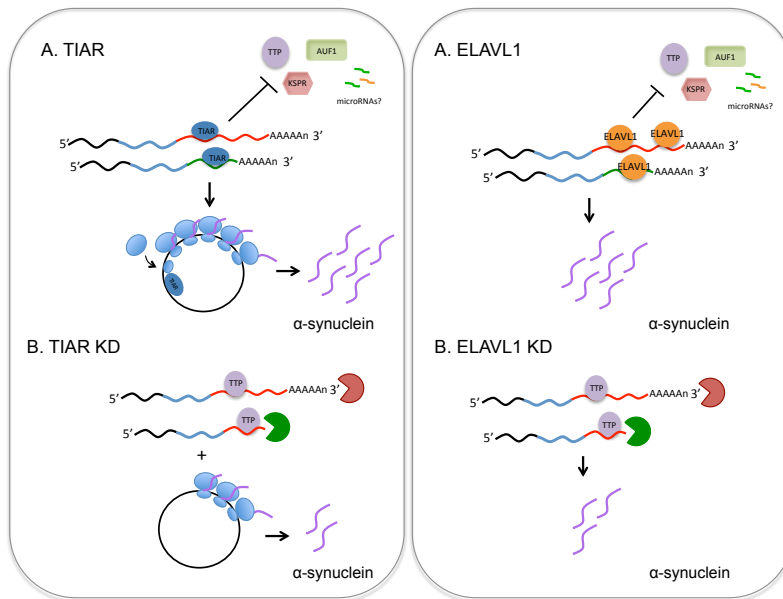 A. TIAR
TTP
AUF1
KSPR
microRNAs?
TIAR
5’ AAAAAn 3’
TIAR
5’ AAAAAn 3’
TIAR
α-synuclein
B. TIAR KD
TTP
5’ AAAAAn 3’
TTP
5’
+
α-synuclein
A. ELAVL1
TTP
AUF1
KSPR
microRNAs?
ELAVL1 ELAVL1
5’ AAAAAn 3’
ELAVL1
5’ AAAAAn 3’
α-synuclein
B. ELAVL1 KD
TTP
5’ AAAAAn 3’
TTP
5’
α-synuclein